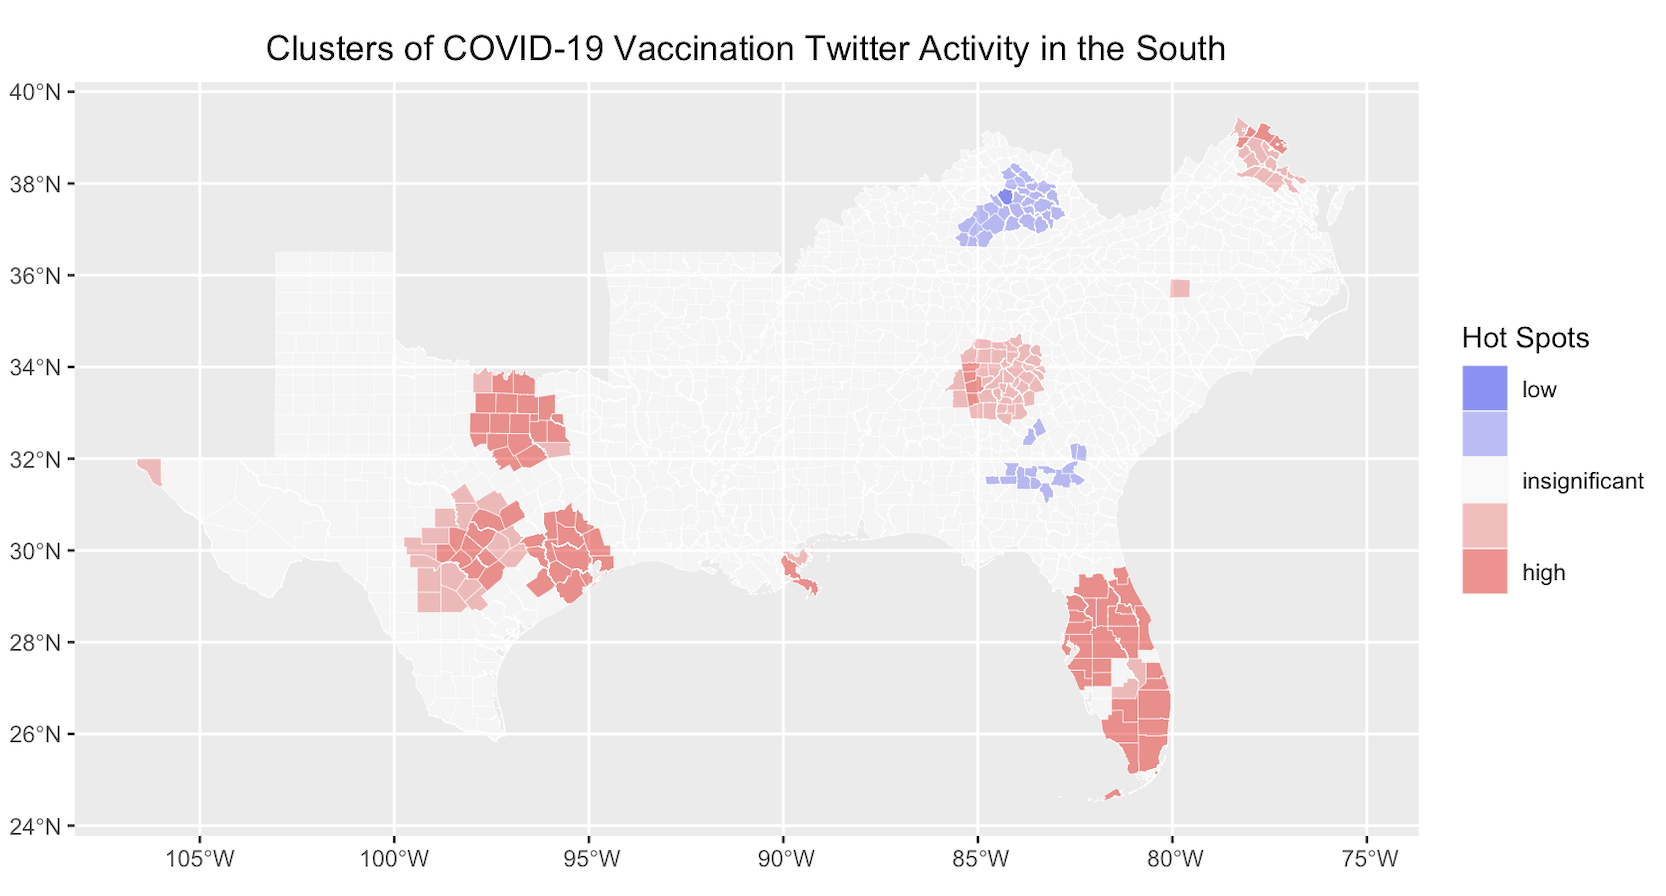 Clusters of COVID-19 Vaccination Twitter Activity in the South
40°N
38°N
36°N
34°N
32°N
30°N
28°N
26°N
24°N
105°W
100°W
95°W
90°W
85°W
80°W
75°W
Hot Spots
low
insignificant
high